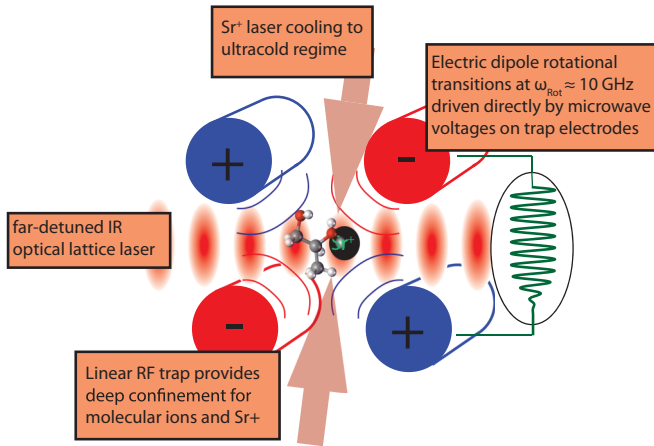 Sr⁺ laser cooling to
ultracold regime
Electric dipole rotational
transitions at ω_Rot ≈ 10 GHz
driven directly by microwave
voltages on trap electrodes
+
-
far-detuned IR
optical lattice laser
Sr⁺
-
+
Linear RF trap provides
deep confinement for
molecular ions and Sr+